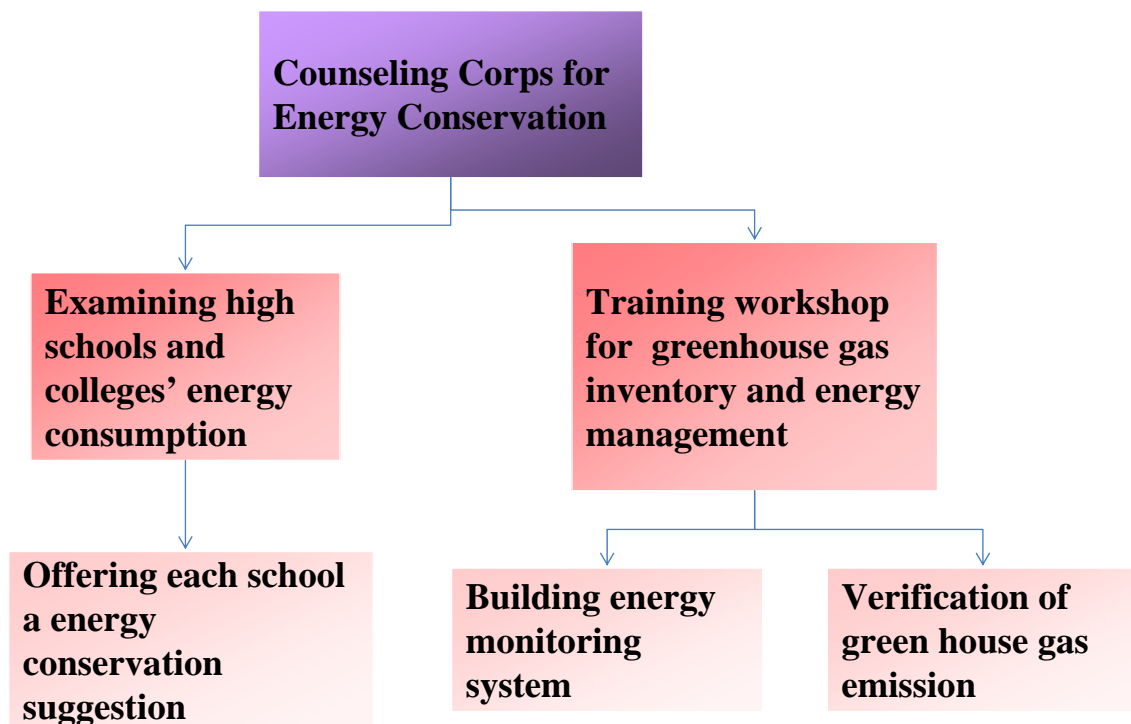 Counseling Corps for
Energy Conservation
Examining high
schools and
colleges’ energy
consumption
Training workshop
for  greenhouse gas
inventory and energy
management
Offering each school
a energy
conservation
suggestion
Building energy
monitoring
system
Verification of
green house gas
emission